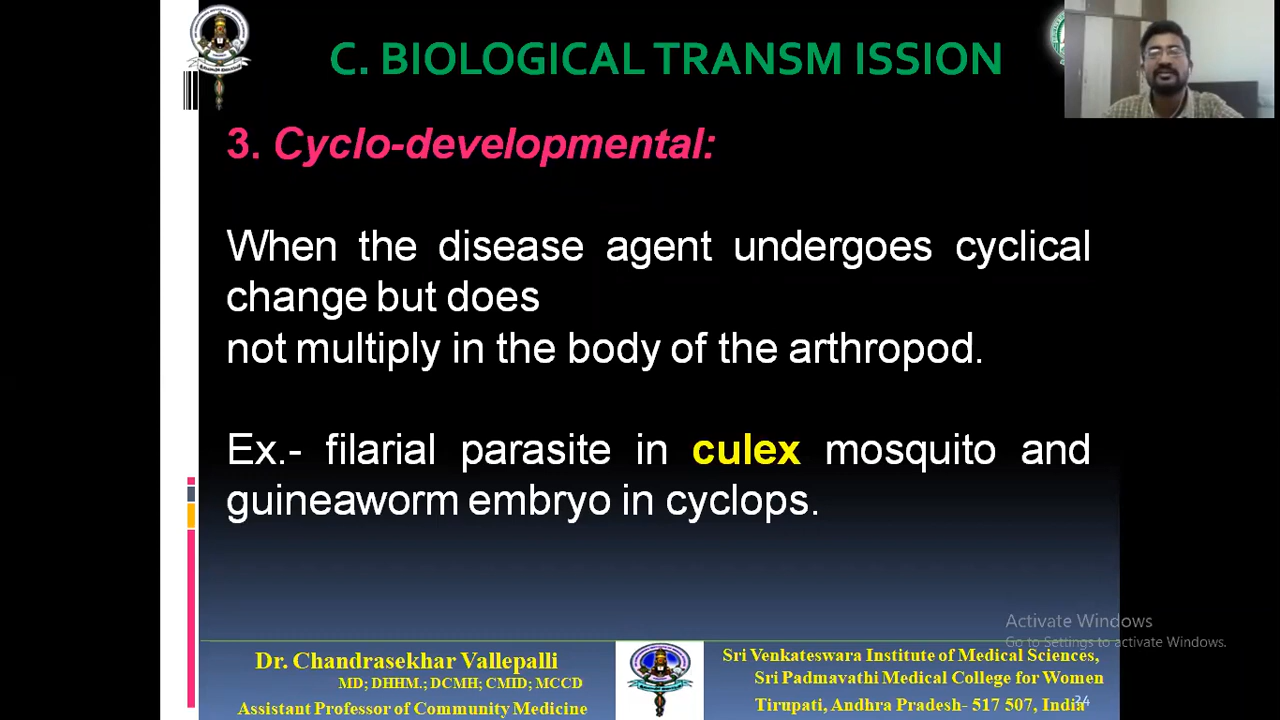 C. BIOLOGICAL TRANSM ISSION
3. Cyclo-developmental:
When the disease agent undergoes cyclical
change but does
not multiply in the body of the arthropod.
Ex.- filarial parasite in culex mosquito and
guineaworm embryo in cyclops.
Activate Windows
Go to Settings to activate Windows.
Dr. Chandrasekhar Vallepalli
MD; DHHM.; DCMH; CMID; MCCD
Assistant Professor of Community Medicine
Sri Venkateswara Institute of Medical Sciences,
Sri Padmavathi Medical College for Women
Tirupati, Andhra Pradesh- 517 507, India
34